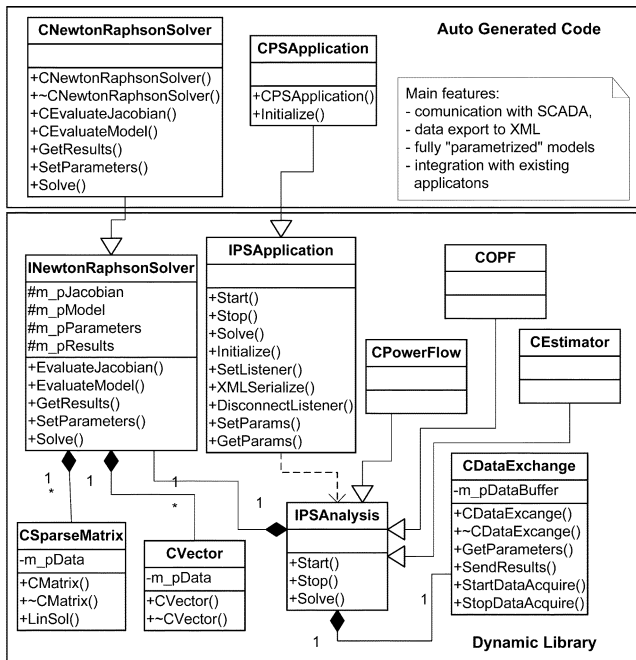 CNewtonRaphsonSolver
+CNewtonRaphsonSolver()
+~CNewtonRaphsonSolver()
+CEvaluateJacobian()
+CEvaluateModel()
+GetResults()
+SetParameters()
+Solve()
CPSApplication
+CPSApplication()
+Initialize()
Auto Generated Code
Main features:
- comunication with SCADA,
- data export to XML
- fully "parametrized" models
- integration with existing
applicatons
INewtonRaphsonSolver
#m_pJacobian
#m_pModel
#m_pParameters
#m_pResults
+EvaluateJacobian()
+EvaluateModel()
+GetResults()
+SetParameters()
+Solve()
IPSApplication
+Start()
+Stop()
+Solve()
+Initialize()
+SetListener()
+XMLSerialize()
+DisconnectListener()
+SetParams()
+GetParams()
COPF
CPowerFlow
CEstimator
CDataExchange
-m_pDataBuffer
+CDataExcange()
+~CDataExcange()
+GetParameters()
+SendResults()
+StartDataAcquire()
+StopDataAcquire()
1
*
1
1
*
1
CSparseMatrix
-m_pData
+CMatrix()
+~CMatrix()
+LinSol()
CVector
-m_pData
+CVector()
+~CVector()
IPSAnalysis
+Start()
+Stop()
+Solve()
1
1
Dynamic Library